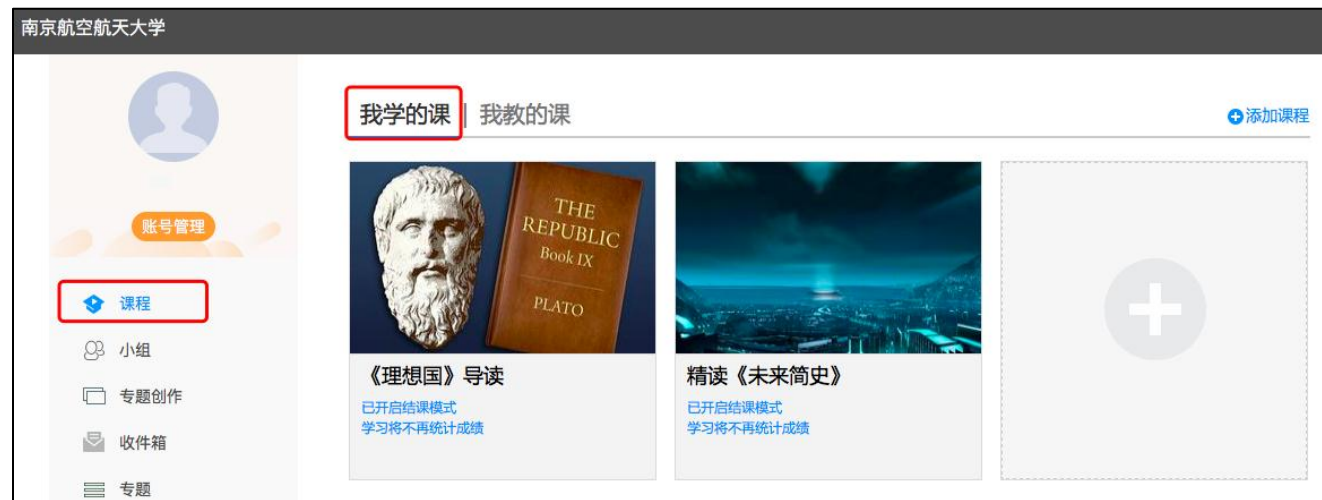 南京航空航天大学
账号管理
课程
小组
专题创作
收件箱
专题
我学的课 | 我教的课
添加课程
THE
REPUBLIC
Book IX
PLATO
《理想国》导读
已开启结课模式
学习将不再统计成绩
精读《未来简史》
已开启结课模式
学习将不再统计成绩